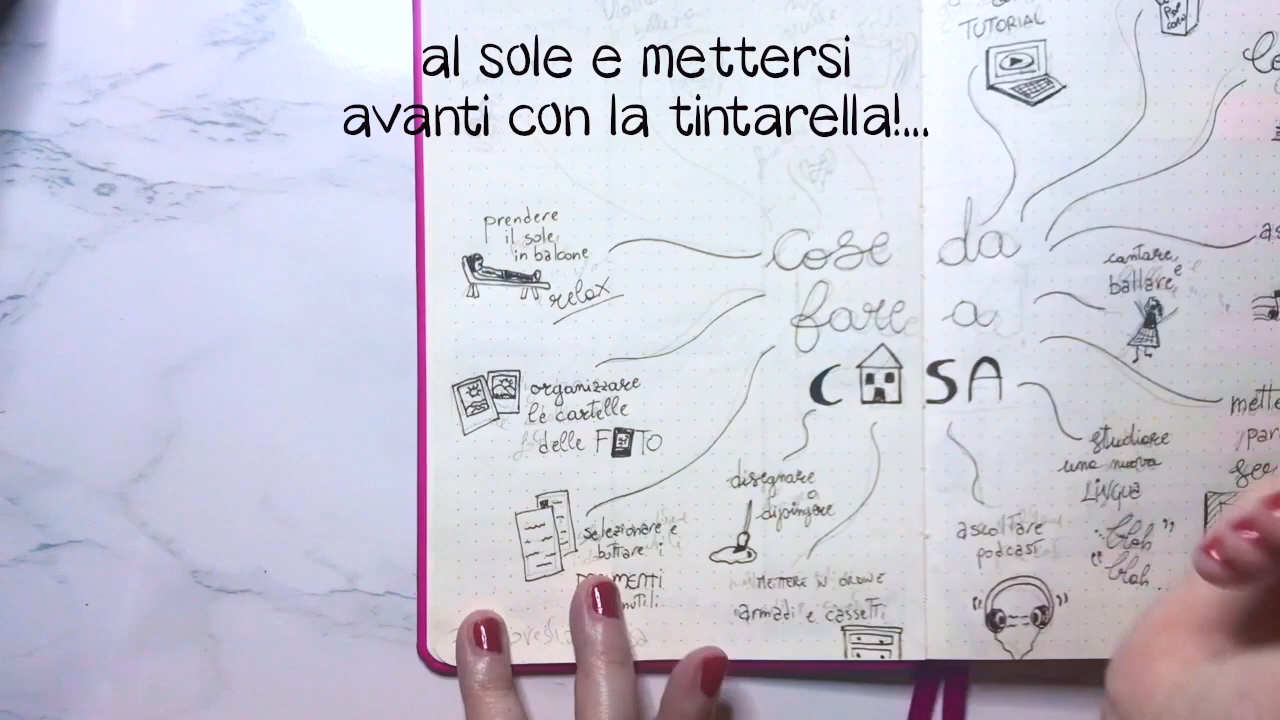 al sole e mettersi
avanti con la tintarella!...
TUTORIAL
prendere
il sole
in balcone
relax
Cose da
fare a
CASA
organizzare
le cartelle
delle FOTO
selezionare e
buttare i
disegnare
o
dipingere
METTERE IN ORDINE
armadi e cassetti
ascoltare
podcast
studiare
una nuova
LINGUA
"blah"
"blah
cantare
e
ballare